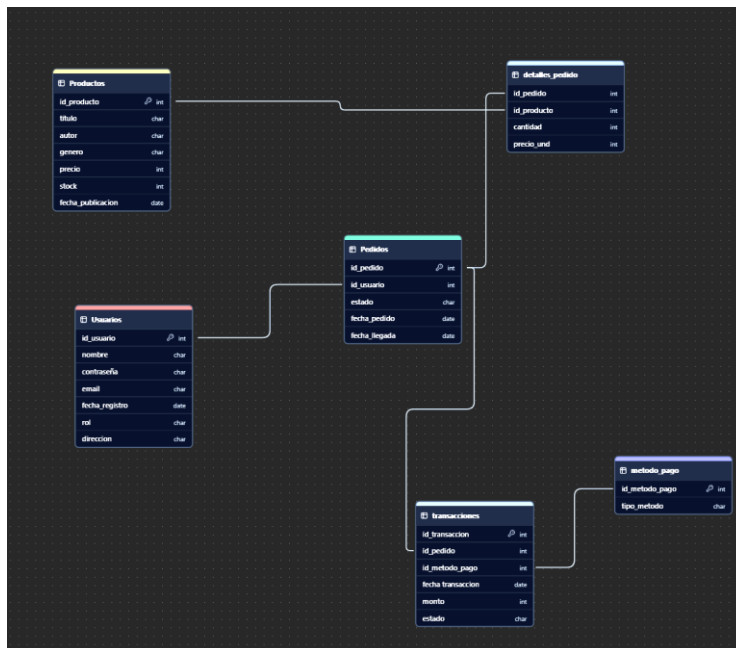 Productos
id_producto int
titulo char
autor char
genero char
precio int
stock int
fecha_publicacion date
detalles_pedido
id_pedido int
id_producto int
cantidad int
precio_und int
Pedidos
id_pedido int
id_usuario int
estado char
fecha_pedido date
fecha_llegada date
Usuarios
id_usuario int
nombre char
contraseña char
email char
fecha_registro date
rol char
direccion char
metodo_pago
id_metodo_pago int
tipo_metodo char
transacciones
id_transaccion int
id_pedido int
id_metodo_pago int
fecha transaccion date
monto int
estado char